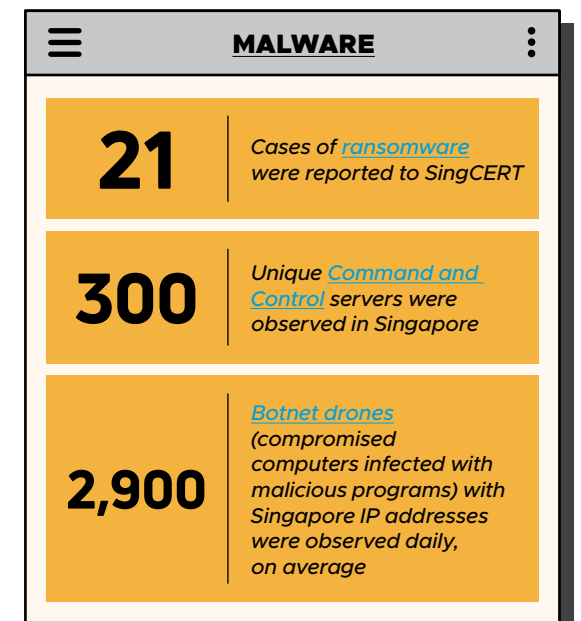 MALWARE
21
Cases of ransomware
were reported to SingCERT
300
Unique Command and
Control servers were
observed in Singapore
2,900
Botnet drones
(compromised
computers infected with
malicious programs) with
Singapore IP addresses
were observed daily,
on average